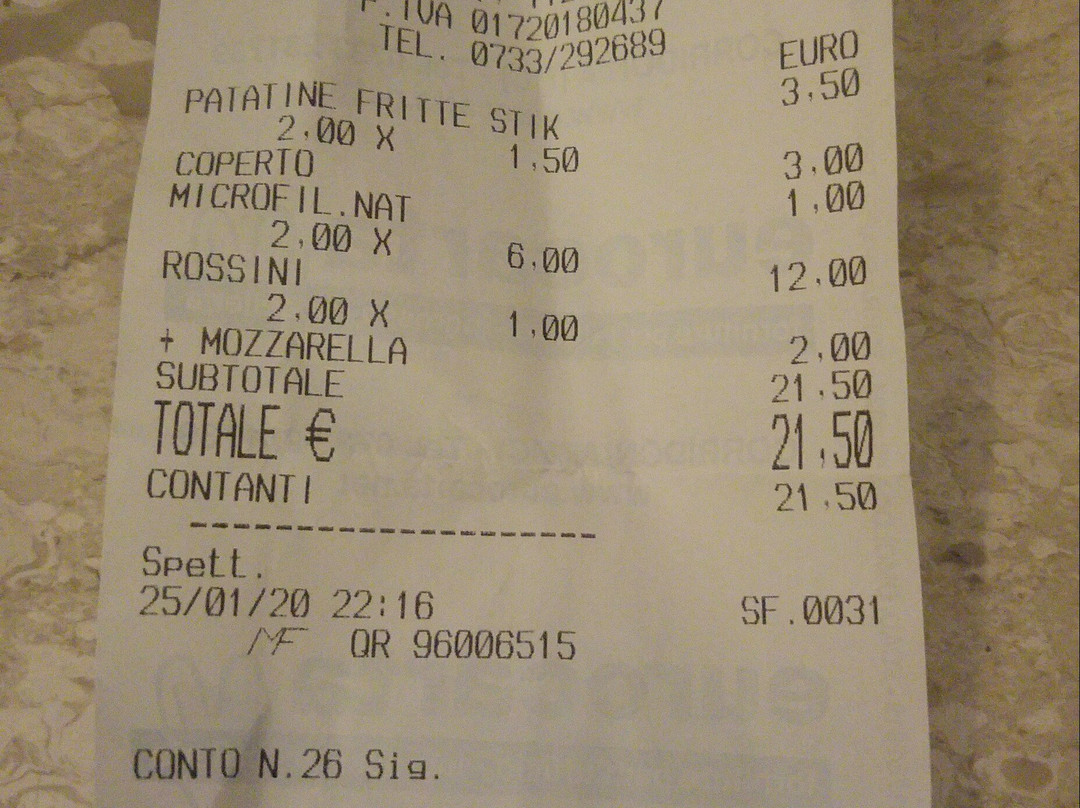 P.IVA 01720180437
TEL. 0733/292689
EURO
PATATINE FRITTE STIK 3,50
2,00 X 1,50
COPERTO 3,00
MICROFIL.NAT 1,00
2,00 X 6,00
ROSSINI 12,00
2,00 X 1,00
+ MOZZARELLA 2,00
SUBTOTALE 21,50
TOTALE € 21,50
CONTANTI 21,50
--------------------
Spett.
25/01/20 22:16 SF.0031
MF QR 96006515
CONTO N.26 Sig.